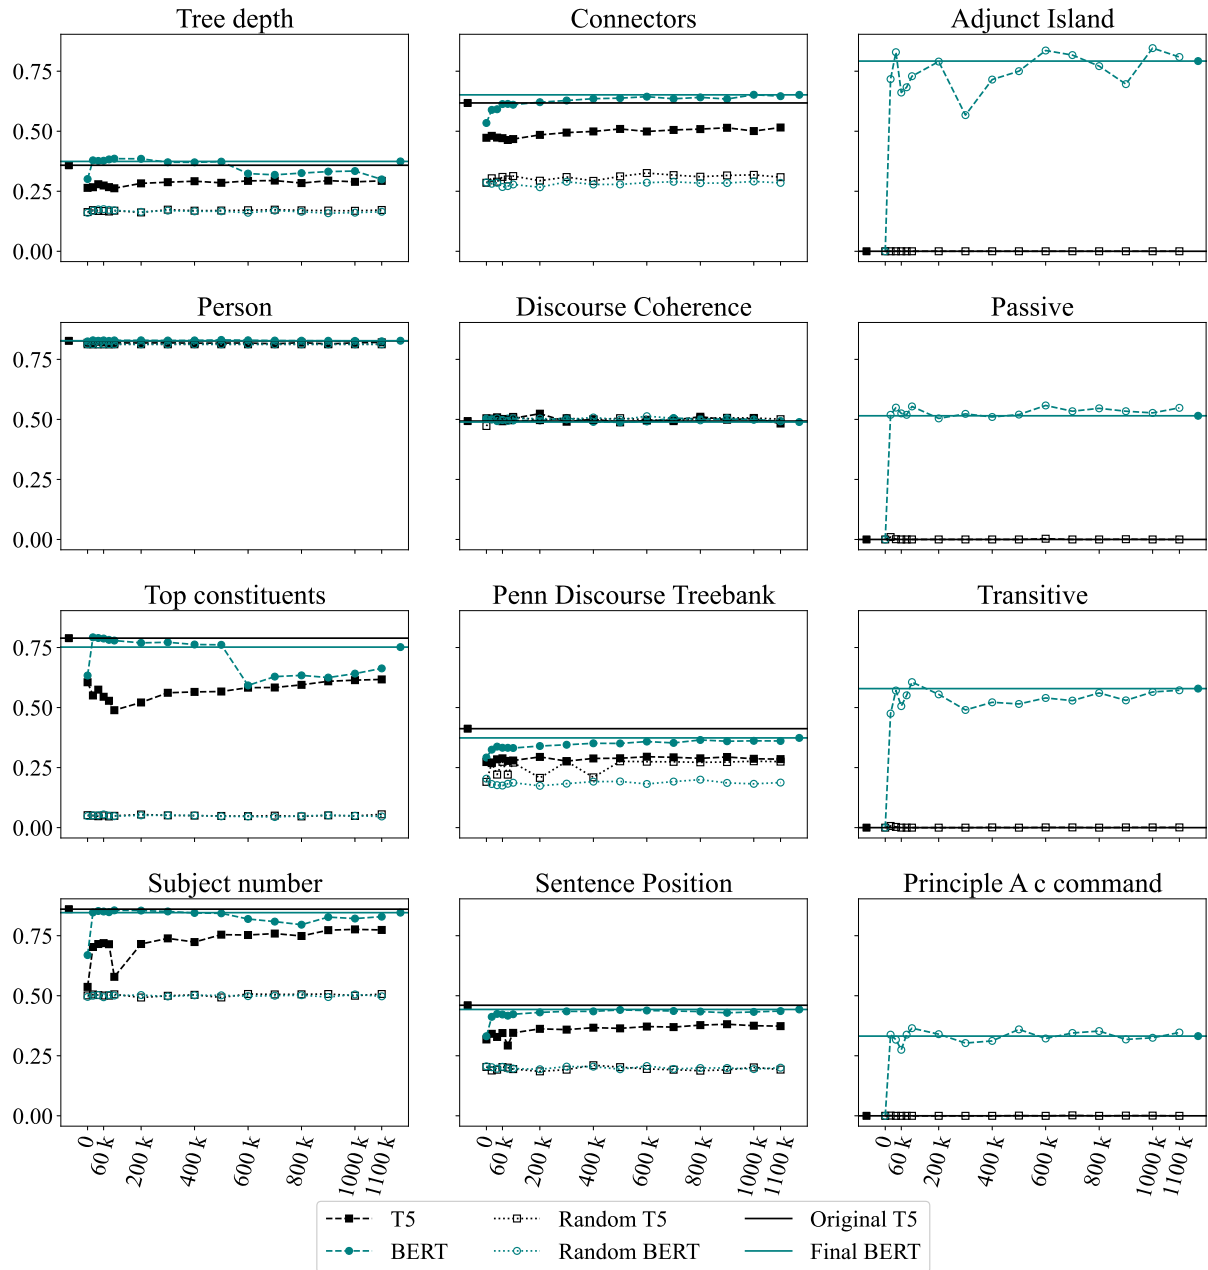 Tree depth
Connectors
Adjunct Island
0.75
0.50
0.25
0.00
Person
Discourse Coherence
Passive
0.75
0.50
0.25
0.00
Top constituents
Penn Discourse Treebank
Transitive
0.75
0.50
0.25
0.00
Subject number
Sentence Position
Principle A c command
0.75
0.50
0.25
0.00
0 60 k 200 k 400 k 600 k 800 k 1000 k 1100 k
0 60 k 200 k 400 k 600 k 800 k 1000 k 1100 k
0 60 k 200 k 400 k 600 k 800 k 1000 k 1100 k
T5 Random T5 Original T5
BERT Random BERT Final BERT